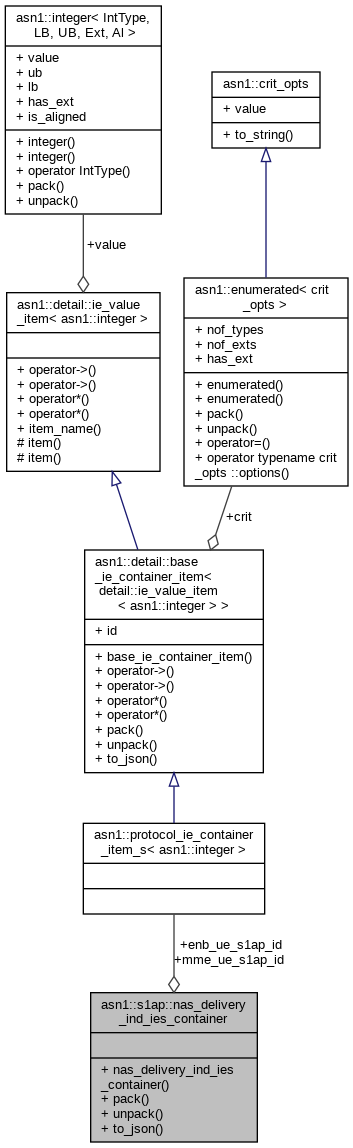 asn1::integer< IntType,
LB, UB, Ext, Al >
+ value
+ ub
+ lb
+ has_ext
+ is_aligned
+ integer()
+ integer()
+ operator IntType()
+ pack()
+ unpack()
asn1::crit_opts
+ value
+ to_string()
+value
asn1::detail::ie_value
_item< asn1::integer >
+ operator->()
+ operator->()
+ operator*()
+ operator*()
+ item_name()
# item()
# item()
asn1::enumerated< crit
_opts >
+ nof_types
+ nof_exts
+ has_ext
+ enumerated()
+ enumerated()
+ pack()
+ unpack()
+ operator=()
+ operator typename crit
_opts ::options()
+crit
asn1::detail::base
_ie_container_item<
detail::ie_value_item
< asn1::integer > >
+ id
+ base_ie_container_item()
+ operator->()
+ operator->()
+ operator*()
+ operator*()
+ pack()
+ unpack()
+ to_json()
asn1::protocol_ie_container
_item_s< asn1::integer >
+enb_ue_s1ap_id
+mme_ue_s1ap_id
asn1::s1ap::nas_delivery
_ind_ies_container
+ nas_delivery_ind_ies
_container()
+ pack()
+ unpack()
+ to_json()